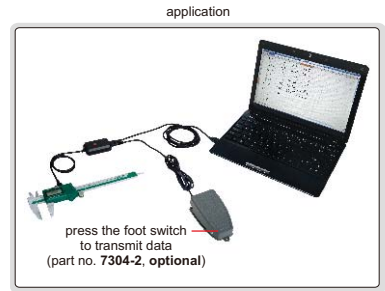 application
press the foot switch
to transmit data
(part no. 7304-2, optional)